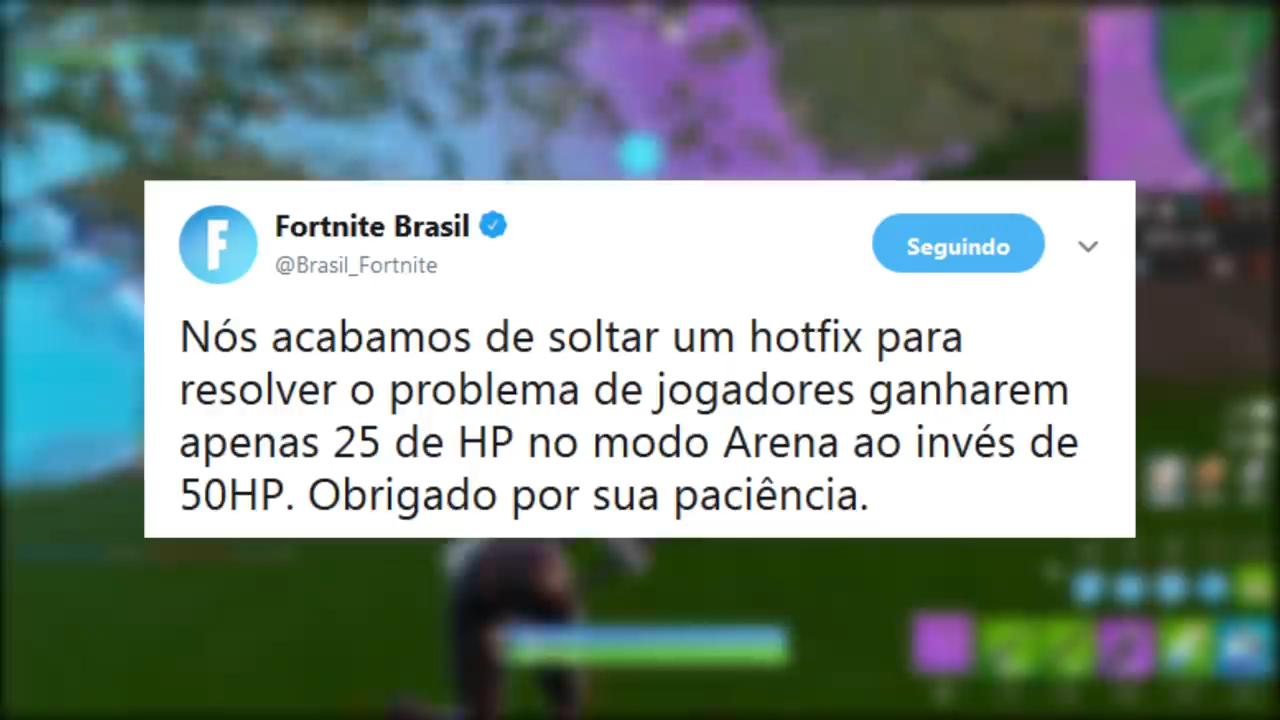 Fortnite Brasil
@Brasil_Fortnite
Seguindo
Nós acabamos de soltar um hotfix para
resolver o problema de jogadores ganharem
apenas 25 de HP no modo Arena ao invés de
50HP. Obrigado por sua paciência.